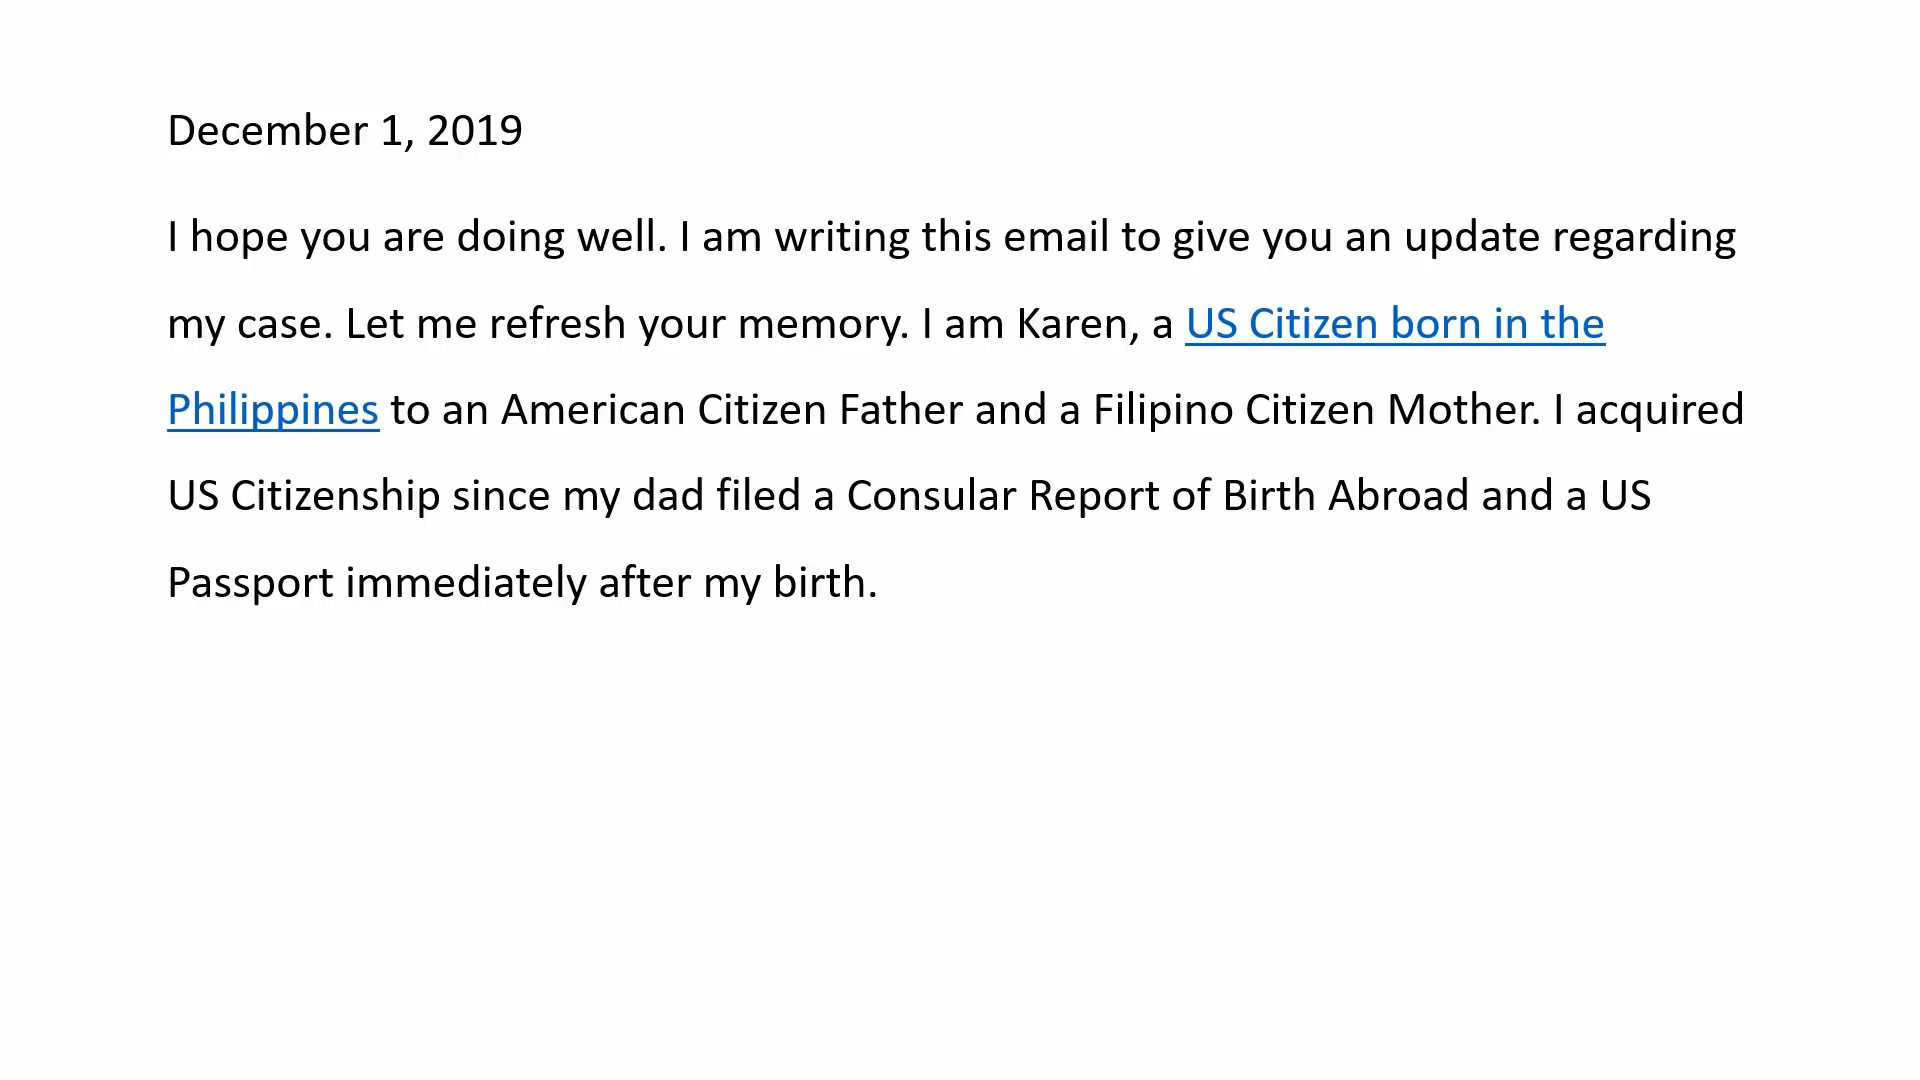 December 1, 2019
I hope you are doing well. I am writing this email to give you an update regarding
my case. Let me refresh your memory. I am Karen, a US Citizen born in the
Philippines to an American Citizen Father and a Filipino Citizen Mother. I acquired
US Citizenship since my dad filed a Consular Report of Birth Abroad and a US
Passport immediately after my birth.